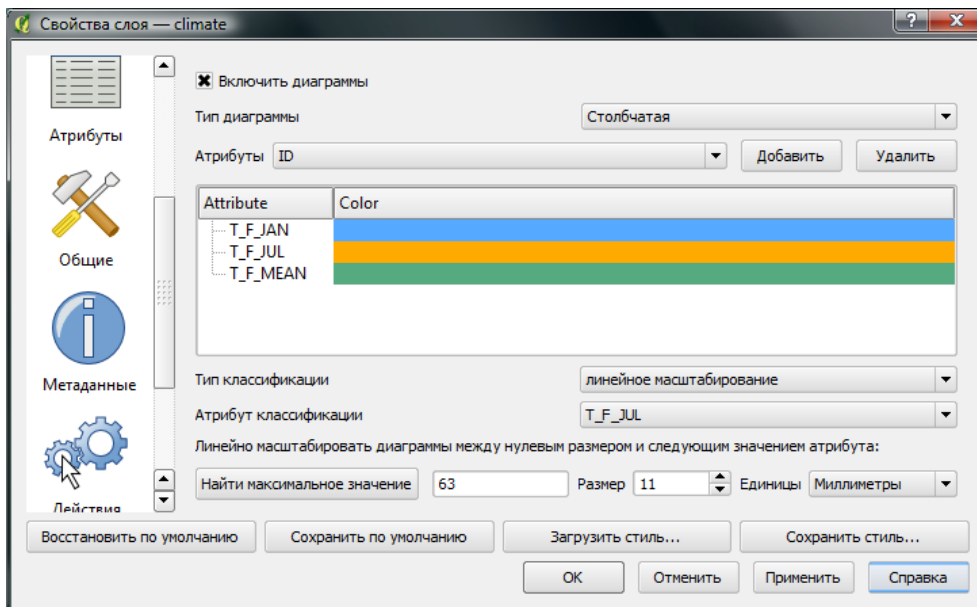 Свойства слоя — climate
Атрибуты
Общие
Метаданные
Действия
Включить диаграммы
Тип диаграммы Столбчатая
Атрибуты ID Добавить Удалить
Attribute Color
T_F_JAN
T_F_JUL
T_F_MEAN
Тип классификации линейное масштабирование
Атрибут классификации T_F_JUL
Линейно масштабировать диаграммы между нулевым размером и следующим значением атрибута:
Найти максимальное значение 63 Размер 11 Единицы Миллиметры
Восстановить по умолчанию Сохранить по умолчанию Загрузить стиль... Сохранить стиль...
OK Отменить Применить Справка